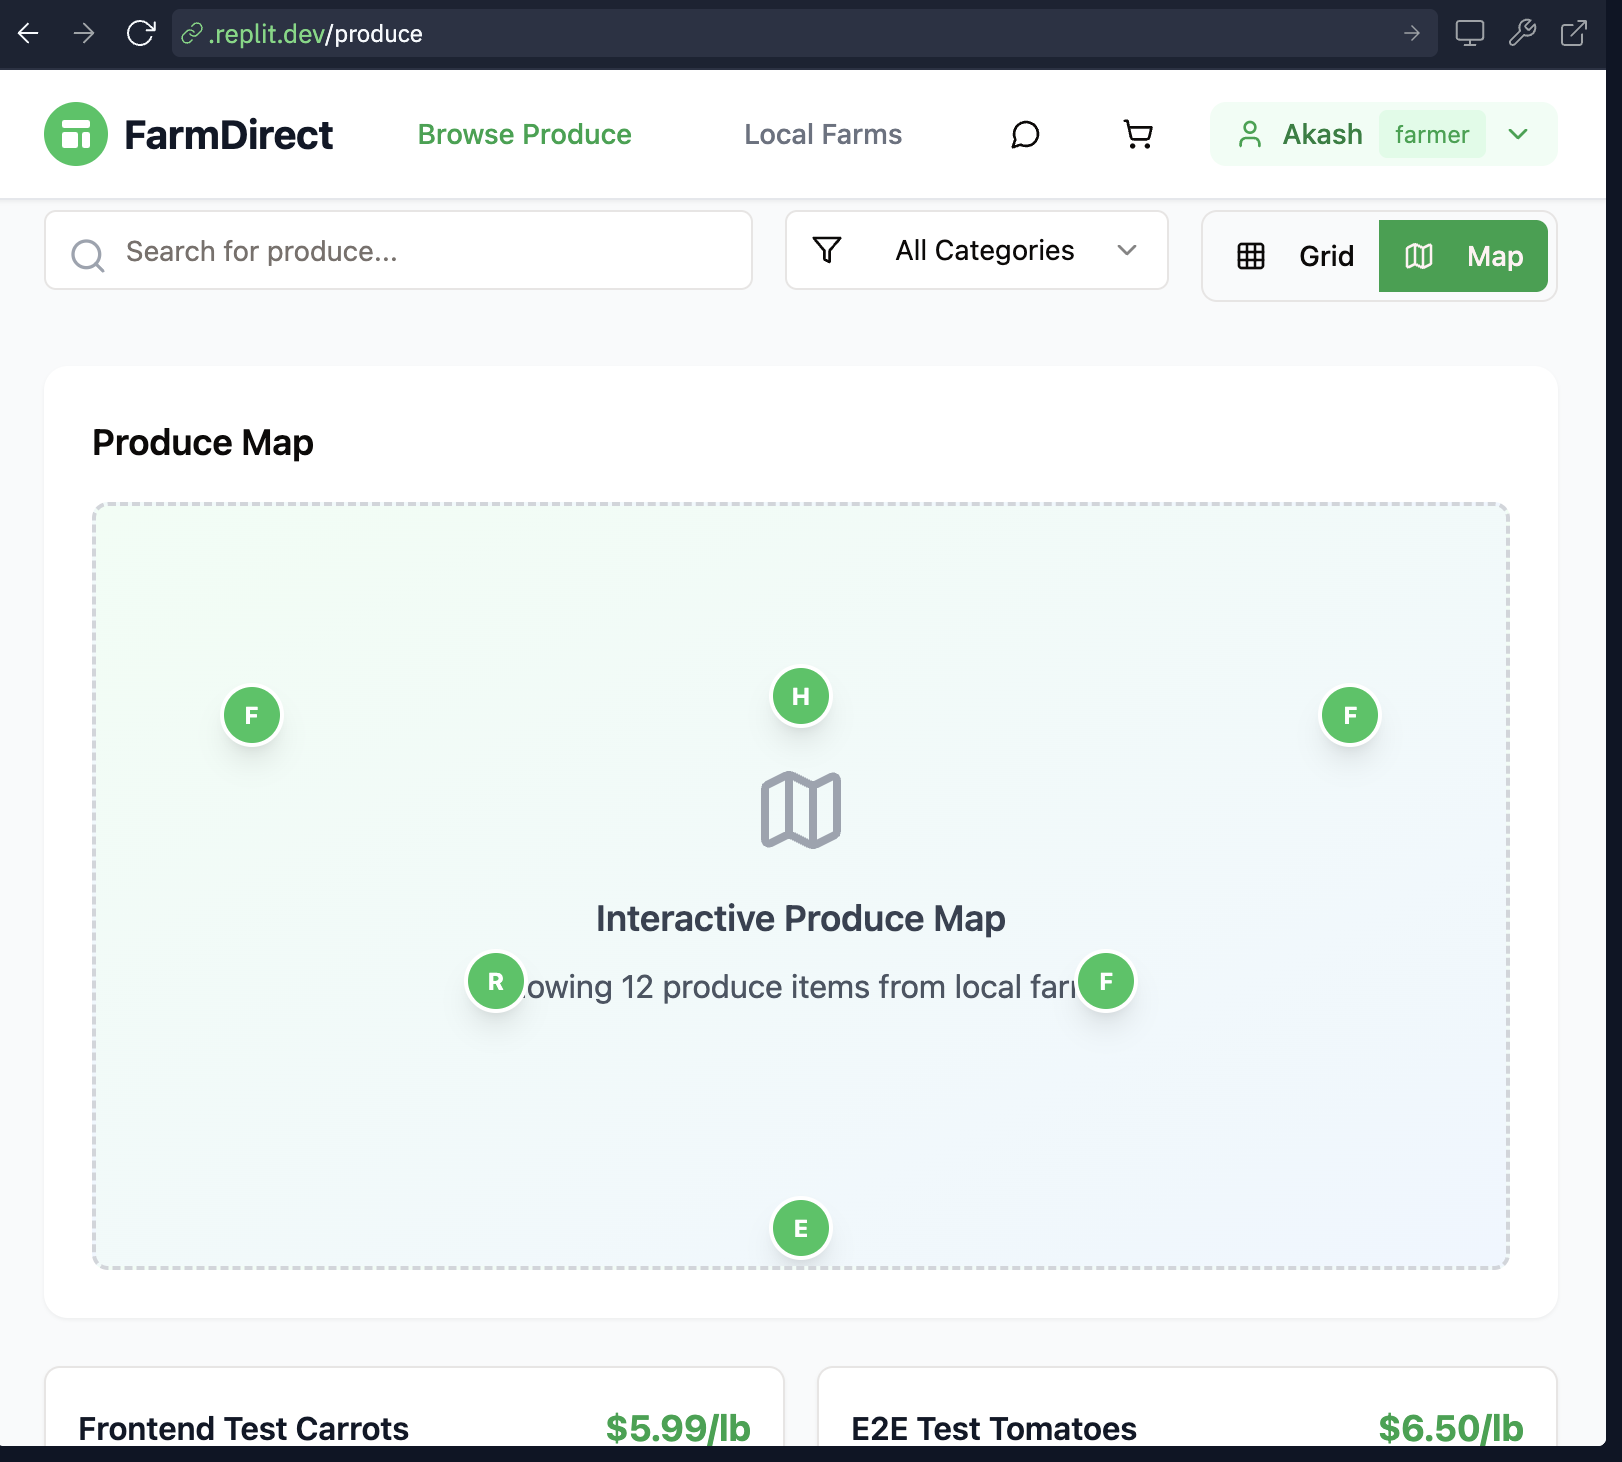 .replit.dev/produce
FarmDirect
Browse Produce
Local Farms
Akash
farmer
Search for produce...
All Categories
Grid
Map
Produce Map
F
H
F
Interactive Produce Map
R
owing 12 produce items from local far
F
E
Frontend Test Carrots
$5.99/lb
E2E Test Tomatoes
$6.50/lb